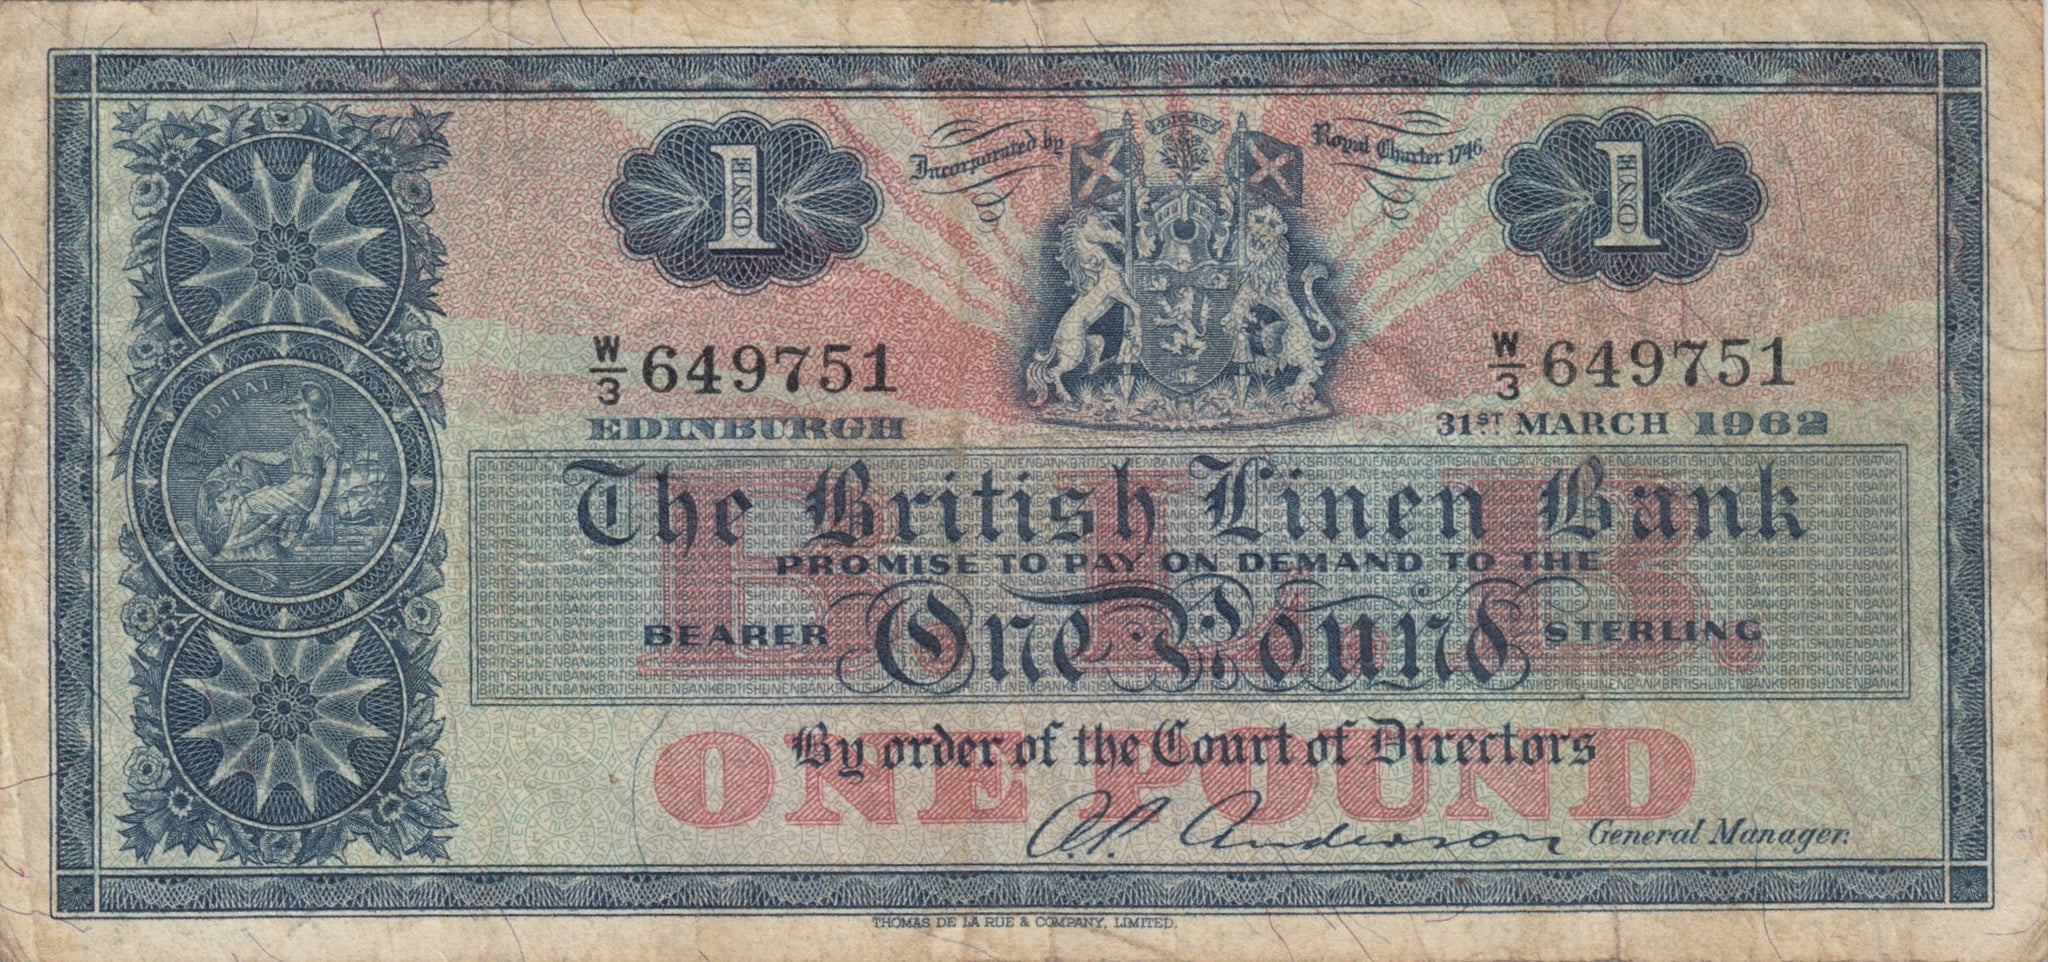 Incorporated by Royal Charter 1746
1 ONE
1 ONE
W/3 649751
W/3 649751
EDINBURGH
31ST MARCH 1962
The British Linen Bank
PROMISE TO PAY ON DEMAND TO THE
BEARER One Pound STERLING
B.L.B.
By order of the Court of Directors
ONE POUND
A.P. Anderson General Manager.
THOMAS DE LA RUE & COMPANY, LIMITED.